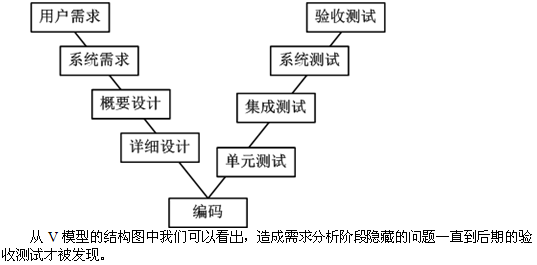 用户需求 验收测试
系统需求 系统测试
概要设计 集成测试
详细设计 单元测试
编码
从 V 模型的结构图中我们可以看出，造成需求分析阶段隐藏的问题一直到后期的验
收测试才被发现。